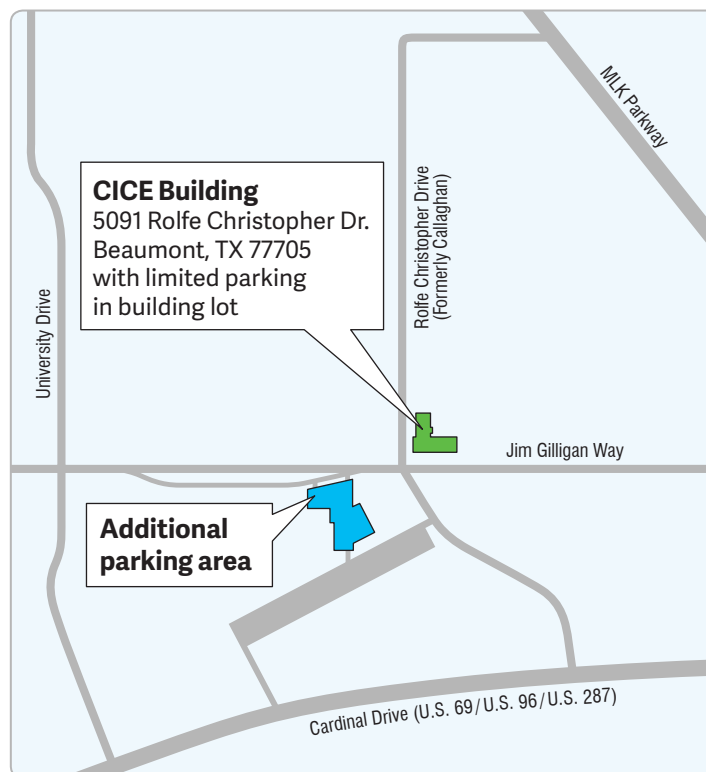 MLK Parkway
CICE Building
5091 Rolfe Christopher Dr.
Beaumont, TX 77705
with limited parking
in building lot
Rolfe Christopher Drive
(Formerly Callaghan)
University Drive
Jim Gilligan Way
Additional
parking area
Cardinal Drive (U.S. 69/U.S. 96/U.S. 287)